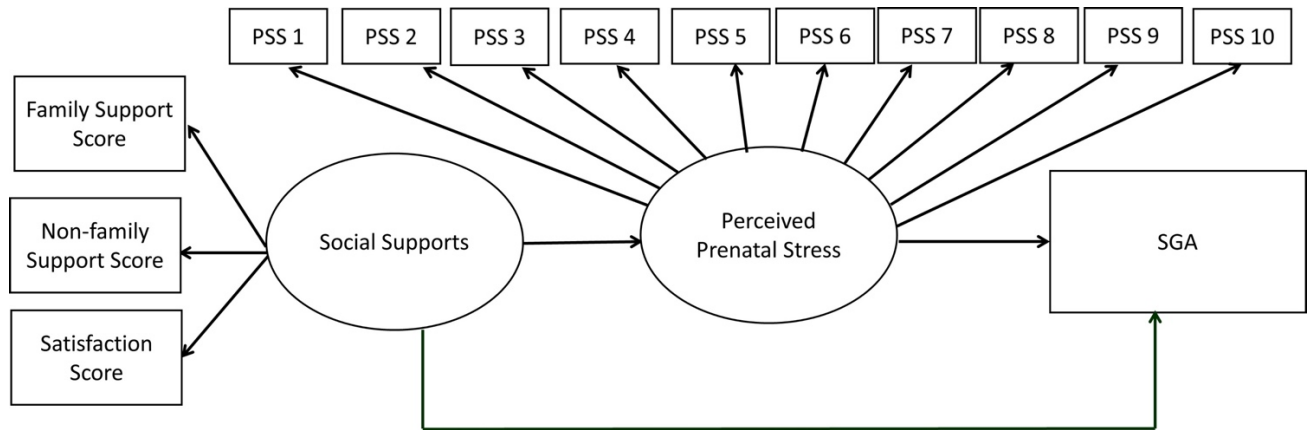 PSS 1
PSS 2
PSS 3
PSS 4
PSS 5
PSS 6
PSS 7
PSS 8
PSS 9
PSS 10
Family Support
Score
Non-family
Support Score
Satisfaction
Score
Social Supports
Perceived
Prenatal Stress
SGA